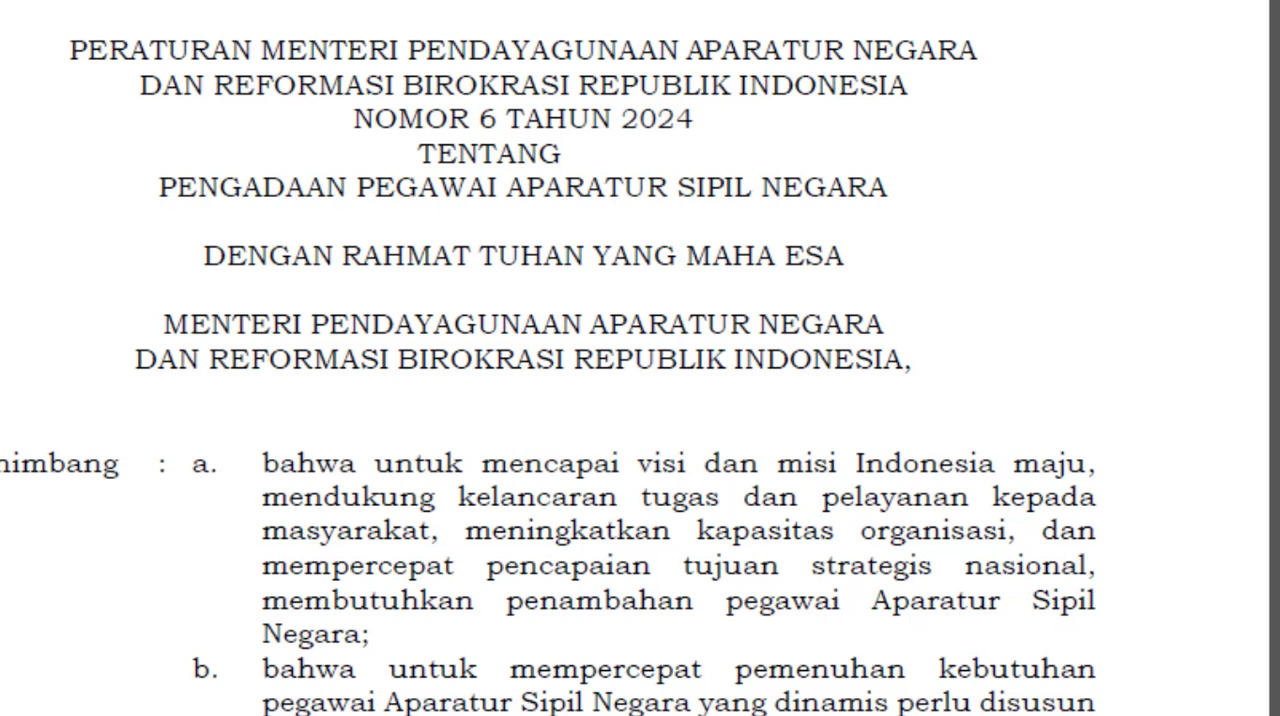 PERATURAN MENTERI PENDAYAGUNAAN APARATUR NEGARA
DAN REFORMASI BIROKRASI REPUBLIK INDONESIA
NOMOR 6 TAHUN 2024
TENTANG
PENGADAAN PEGAWAI APARATUR SIPIL NEGARA
DENGAN RAHMAT TUHAN YANG MAHA ESA
MENTERI PENDAYAGUNAAN APARATUR NEGARA
DAN REFORMASI BIROKRASI REPUBLIK INDONESIA,
nimbang : a. bahwa untuk mencapai visi dan misi Indonesia maju,
mendukung kelancaran tugas dan pelayanan kepada
masyarakat, meningkatkan kapasitas organisasi, dan
mempercepat pencapaian tujuan strategis nasional,
membutuhkan penambahan pegawai Aparatur Sipil
Negara;
b. bahwa untuk mempercepat pemenuhan kebutuhan
pegawai Aparatur Sipil Negara yang dinamis perlu disusun